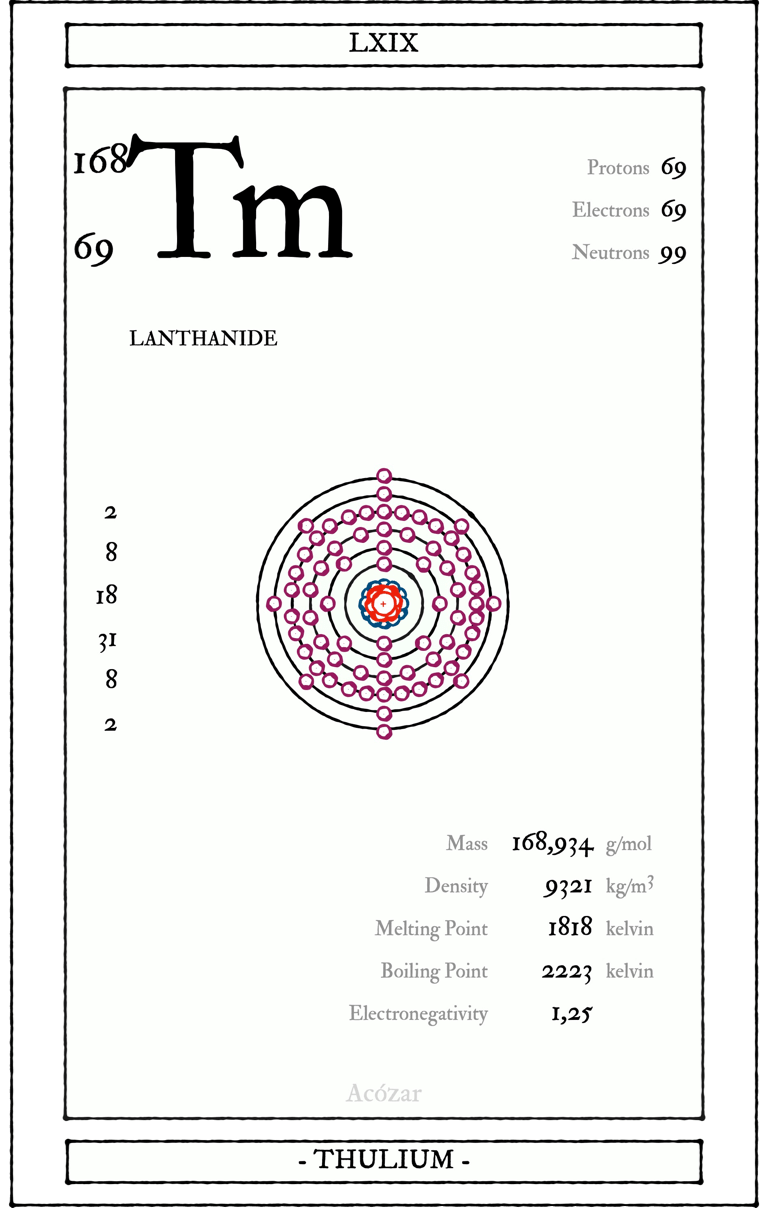 LXIX
168
Tm
69
Protons 69
Electrons 69
Neutrons 99
LANTHANIDE
2
8
18
31
8
2
Mass 168,934 g/mol
Density 9321 kg/m³
Melting Point 1818 kelvin
Boiling Point 2223 kelvin
Electronegativity 1,25
Acózar
- THULIUM -